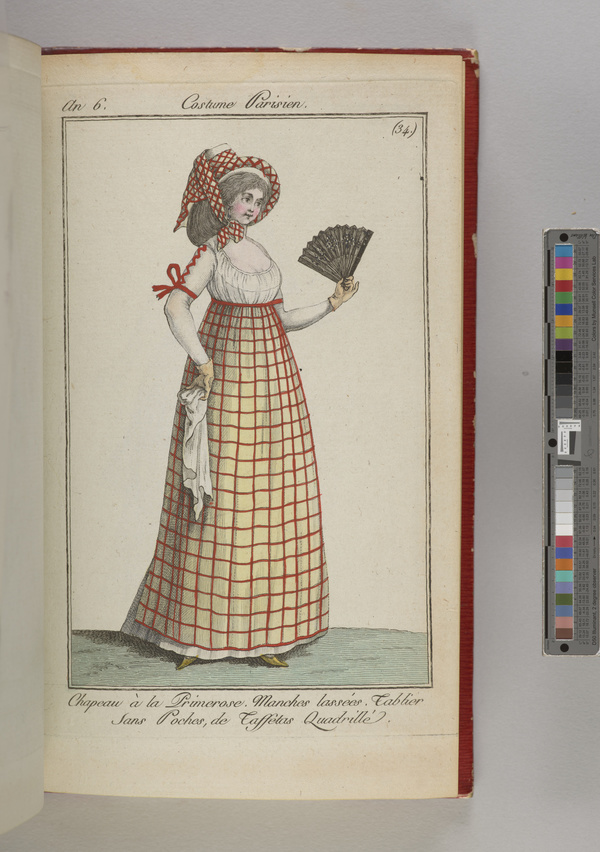 An 6. Costume Parisien.
(34.)
Chapeau à la Primerose. Manches lassées. Tablier
Sans Poches, de Taffetas Quadrillé.